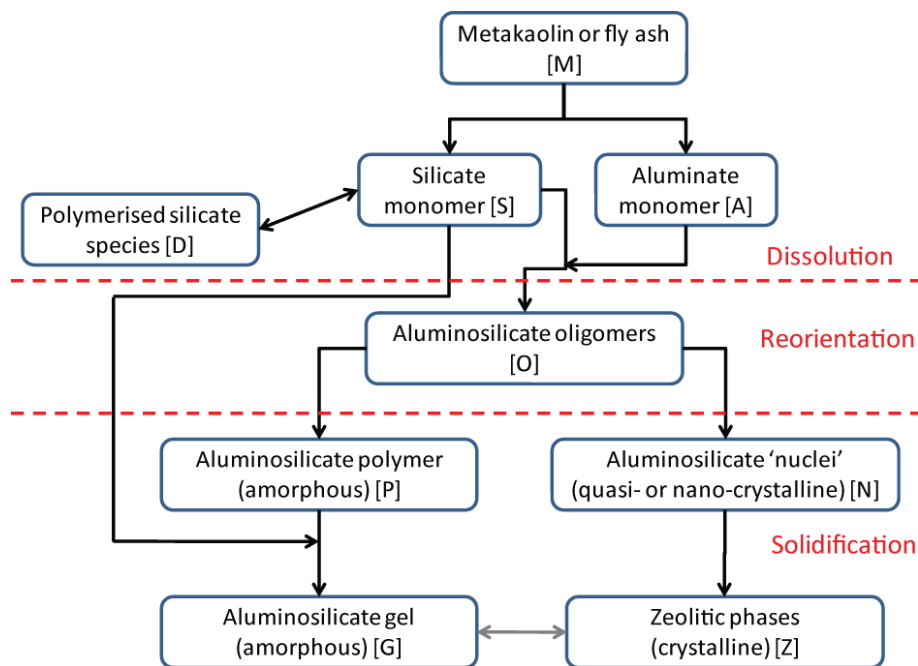 Metakaolin or fly ash
[M]
Silicate
monomer [S]
Aluminate
monomer [A]
Polymerised silicate
species [D]
Dissolution
Aluminosilicate oligomers
[O]
Reorientation
Aluminosilicate polymer
(amorphous) [P]
Aluminosilicate ‘nuclei’
(quasi- or nano-crystalline) [N]
Solidification
Aluminosilicate gel
(amorphous) [G]
Zeolitic phases
(crystalline) [Z]